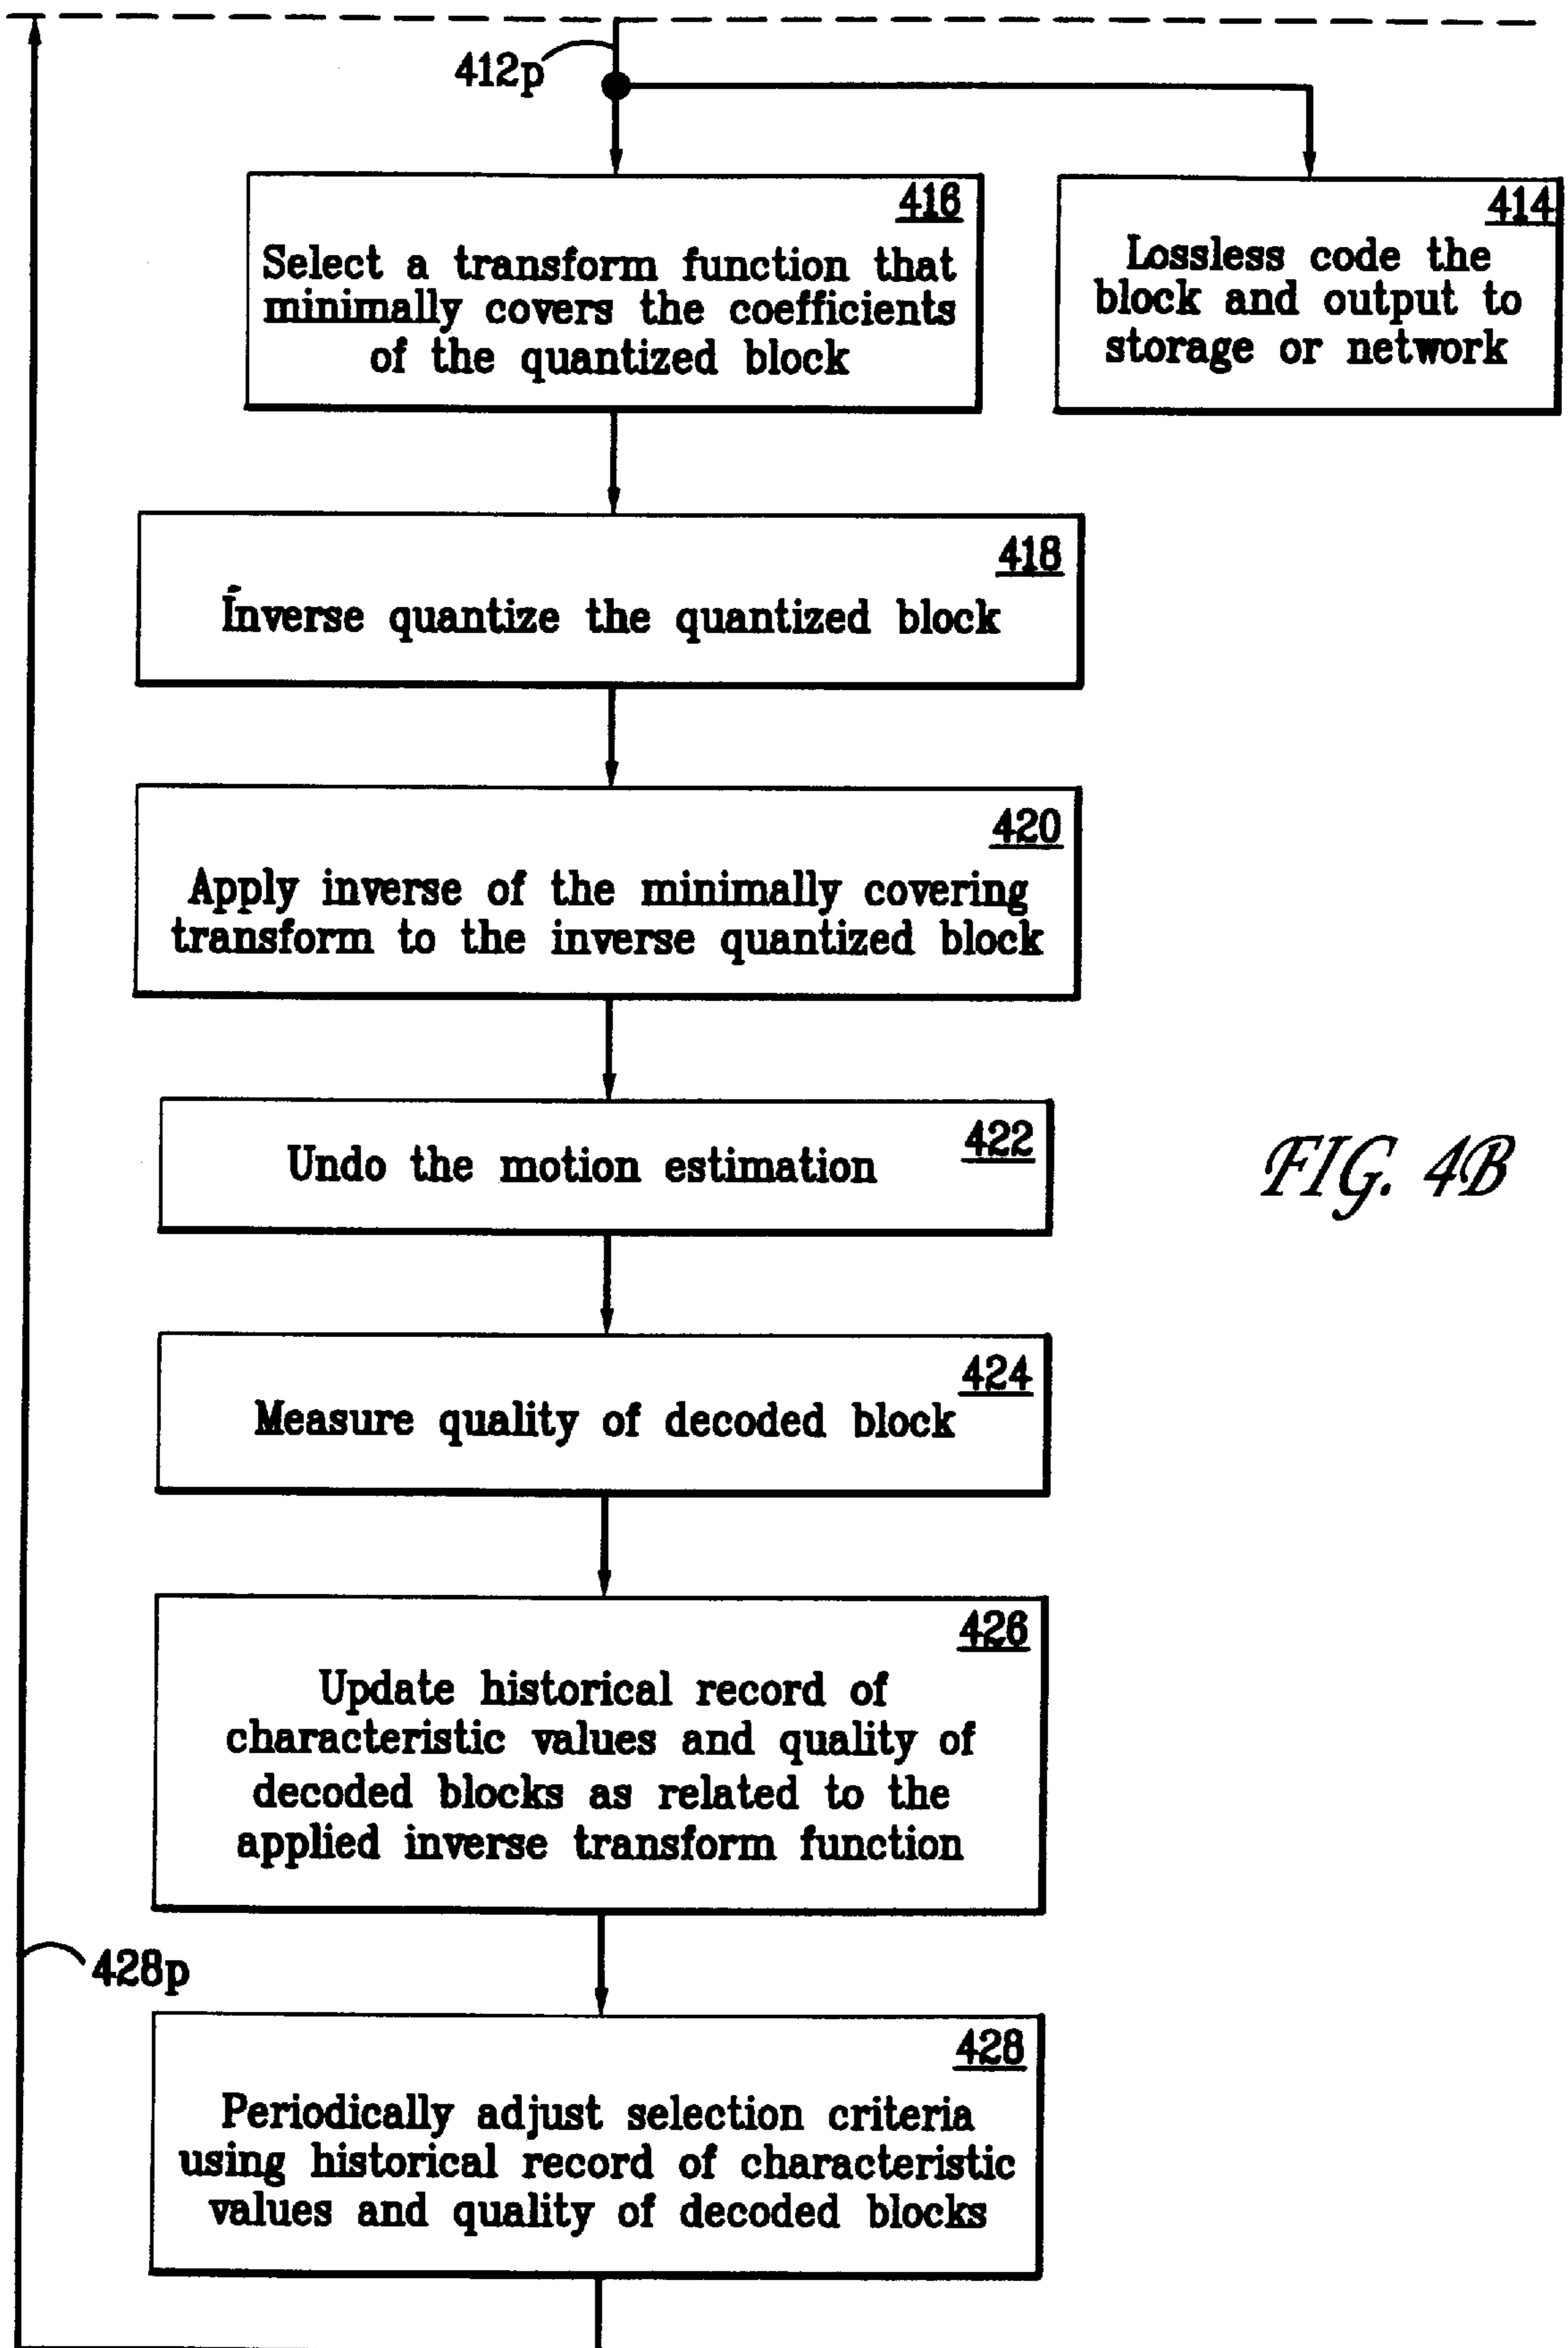 412p
416
Select a transform function that
minimally covers the coefficients
of the quantized block
414
Lossless code the
block and output to
storage or network
418
Inverse quantize the quantized block
420
Apply inverse of the minimally covering
transform to the inverse quantized block
422
Undo the motion estimation
FIG. 4B
424
Measure quality of decoded block
426
Update historical record of
characteristic values and quality of
decoded blocks as related to the
applied inverse transform function
428p
428
Periodically adjust selection criteria
using historical record of characteristic
values and quality of decoded blocks